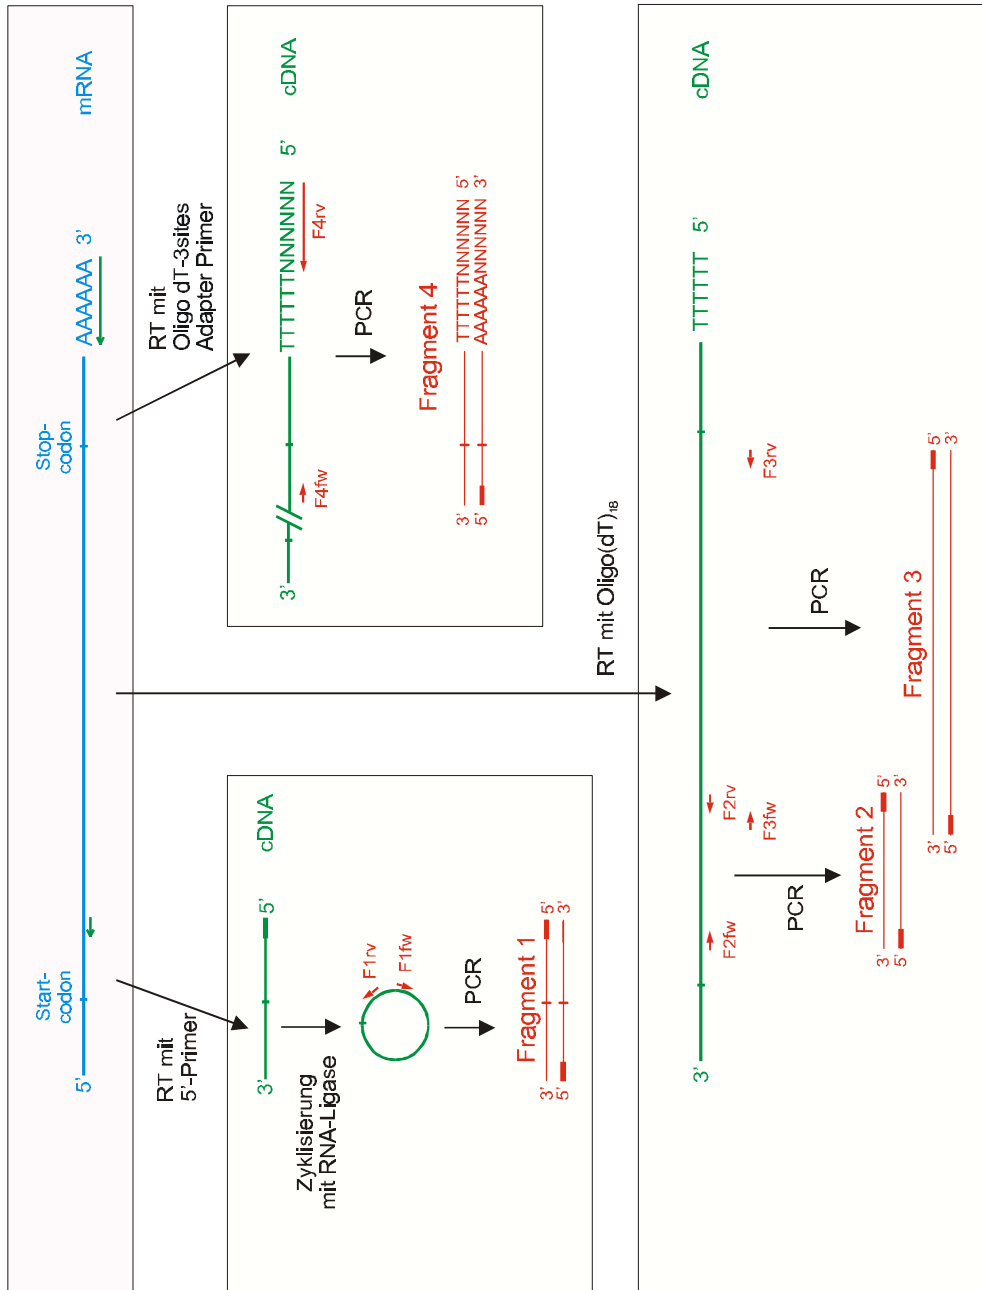 Start-
codon
Stop-
codon
5'
AAAAAA 3'
mRNA
RT mit
5'-Primer
RT mit
Oligo dT-3sites
Adapter Primer
RT mit Oligo(dT)18
3'
5'
cDNA
Zyklisierung
mit RNA-Ligase
F1rv
F1fw
PCR
Fragment 1
3'
5'
5'
3'
3'
TTTTTTTNNNNNNN 5'
cDNA
F4fw
F4rv
PCR
Fragment 4
3'
TTTTTTTNNNNNNN 5'
5'
AAAAAAANNNNNNN 3'
3'
TTTTTT 5'
cDNA
F2fw
F2rv
F3fw
F3rv
PCR
PCR
Fragment 2
3'
5'
5'
3'
Fragment 3
3'
5'
5'
3'